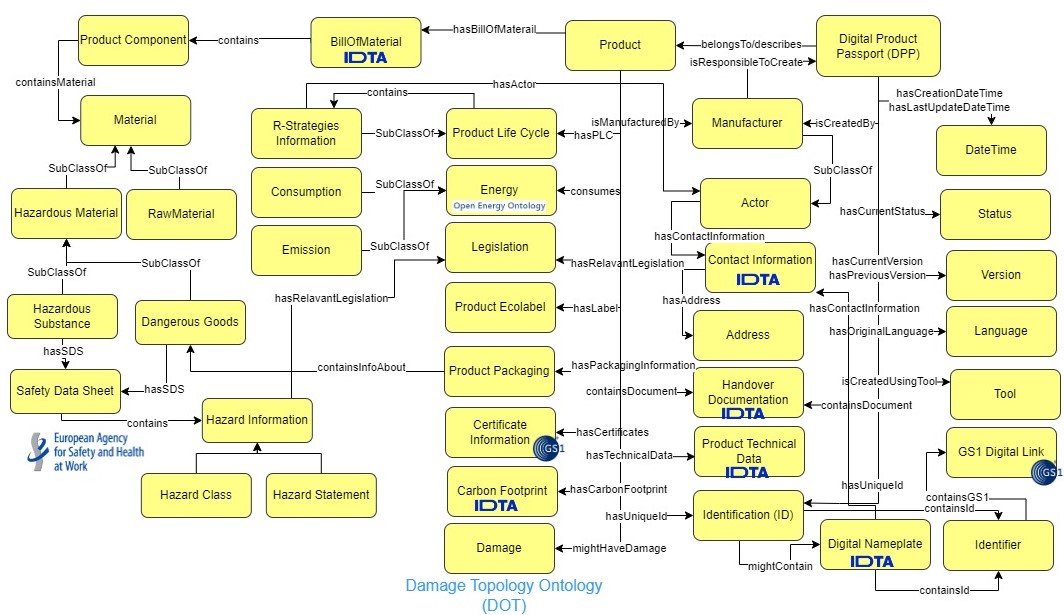 Product Component
contains
BillOfMaterial
IDTA
hasBillOfMaterail
Product
belongsTo/describes
Digital Product
Passport (DPP)
isResponsibleToCreate
containsMaterial
Material
contains
hasActor
R-Strategies
Information
SubClassOf
Product Life Cycle
hasPLC
isManufacturedBy
Manufacturer
isCreatedBy
hasCreationDateTime
hasLastUpdateDateTime
DateTime
SubClassOf
SubClassOf
SubClassOf
Hazardous Material
RawMaterial
Consumption
SubClassOf
Energy
Open Energy Ontology
consumes
Actor
hasCurrentStatus
Status
Emission
SubClassOf
Legislation
hasRelavantLegislation
hasContactInformation
Contact Information
IDTA
hasCurrentVersion
hasPreviousVersion
Version
SubClassOf
SubClassOf
hasRelavantLegislation
Hazardous
Substance
Dangerous Goods
Product Ecolabel
hasLabel
hasAddress
Address
hasContactInformation
hasOriginalLanguage
Language
hasSDS
Safety Data Sheet
hasSDS
containsInfoAbout
Product Packaging
hasPackagingInformation
containsDocument
Handover
Documentation
IDTA
containsDocument
isCreatedUsingTool
Tool
contains
Hazard Information
European Agency
for Safety and Health
at Work
Certificate
Information
GS1
hasCertificates
hasTechnicalData
Product Technical
Data
IDTA
GS1 Digital Link
GS1
Hazard Class
Hazard Statement
Carbon Footprint
IDTA
hasCarbonFootprint
hasUniqueId
hasUniqueId
Identification (ID)
containsGS1
containsId
Damage
mightHaveDamage
mightContain
Digital Nameplate
IDTA
Identifier
containsId
Damage Topology Ontology
(DOT)